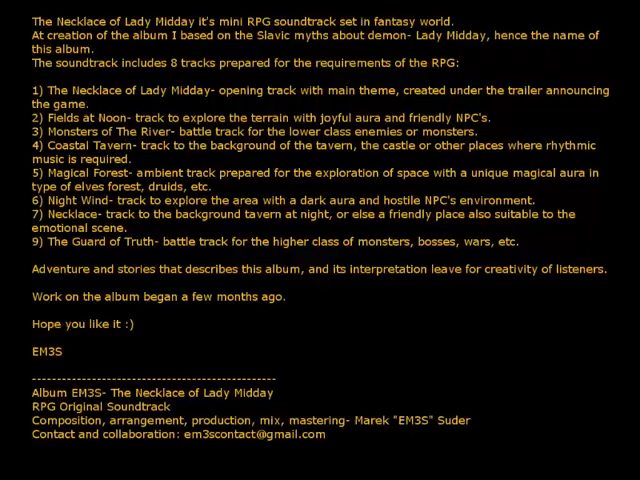 The Necklace of Lady Midday it's mini RPG soundtrack set in fantasy world.
At creation of the album I based on the Slavic myths about demon- Lady Midday, hence the name of
this album.
The soundtrack includes 8 tracks prepared for the requirements of the RPG:
1) The Necklace of Lady Midday- opening track with main theme, created under the trailer announcing
the game.
2) Fields at Noon- track to explore the terrain with joyful aura and friendly NPC's.
3) Monsters of The River- battle track for the lower class enemies or monsters.
4) Coastal Tavern- track to the background of the tavern, the castle or other places where rhythmic
music is required.
5) Magical Forest- ambient track prepared for the exploration of space with a unique magical aura in
type of elves forest, druids, etc.
6) Night Wind- track to explore the area with a dark aura and hostile NPC's environment.
7) Necklace- track to the background tavern at night, or else a friendly place also suitable to the
emotional scene.
9) The Guard of Truth- battle track for the higher class of monsters, bosses, wars, etc.
Adventure and stories that describes this album, and its interpretation leave for creativity of listeners.
Work on the album began a few months ago.
Hope you like it :)
EM3S
-------------------------------------------------
Album EM3S- The Necklace of Lady Midday
RPG Original Soundtrack
Composition, arrangement, production, mix, mastering- Marek "EM3S" Suder
Contact and collaboration: em3scontact@gmail.com